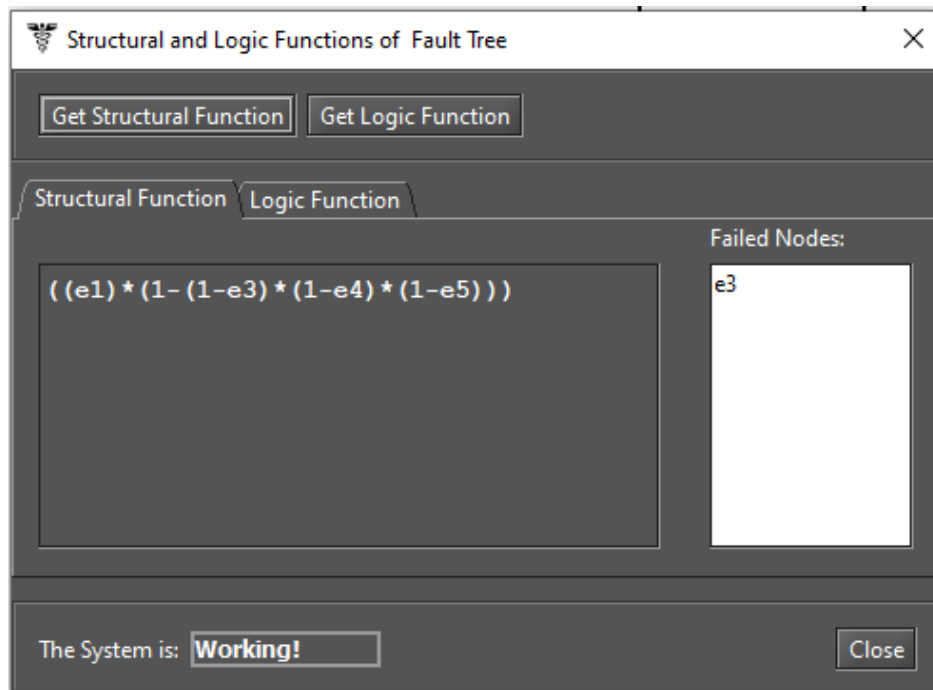 Structural and Logic Functions of Fault Tree
Get Structural Function Get Logic Function
Structural Function Logic Function
Failed Nodes:
((e1)*(1-(1-e3)*(1-e4)*(1-e5)))
e3
The System is: Working! Close